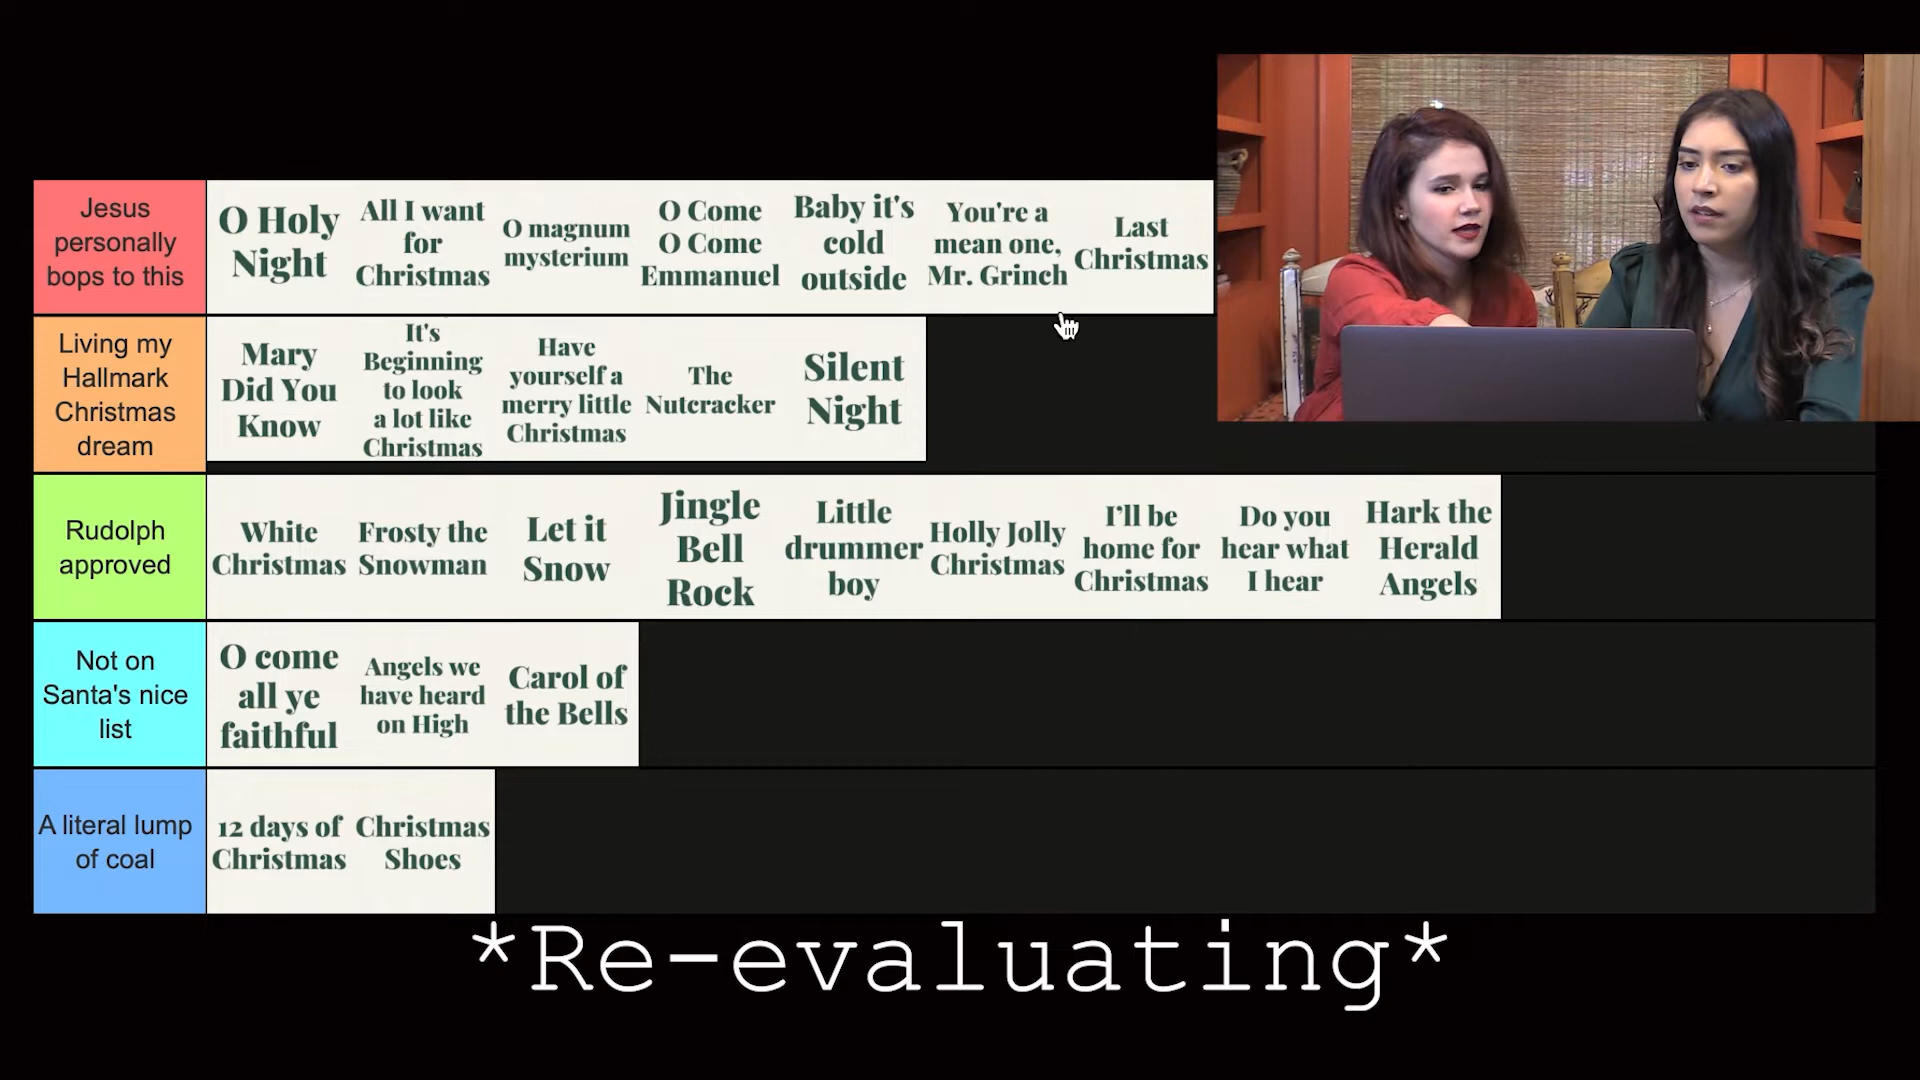 Jesus
personally
bops to this
O Holy
Night
All I want
for
Christmas
O magnum
mysterium
O Come
O Come
Emmanuel
Baby it's
cold
outside
You're a
mean one,
Mr. Grinch
Last
Christmas
Living my
Hallmark
Christmas
dream
Mary
Did You
Know
It's
Beginning
to look
a lot like
Christmas
Have
yourself a
merry little
Christmas
The
Nutcracker
Silent
Night
Rudolph
approved
White
Christmas
Frosty the
Snowman
Let it
Snow
Jingle
Bell
Rock
Little
drummer
boy
Holly Jolly
Christmas
I'll be
home for
Christmas
Do you
hear what
I hear
Hark the
Herald
Angels
Not on
Santa's nice
list
O come
all ye
faithful
Angels we
have heard
on High
Carol of
the Bells
A literal lump
of coal
12 days of
Christmas
Christmas
Shoes
*Re-evaluating*